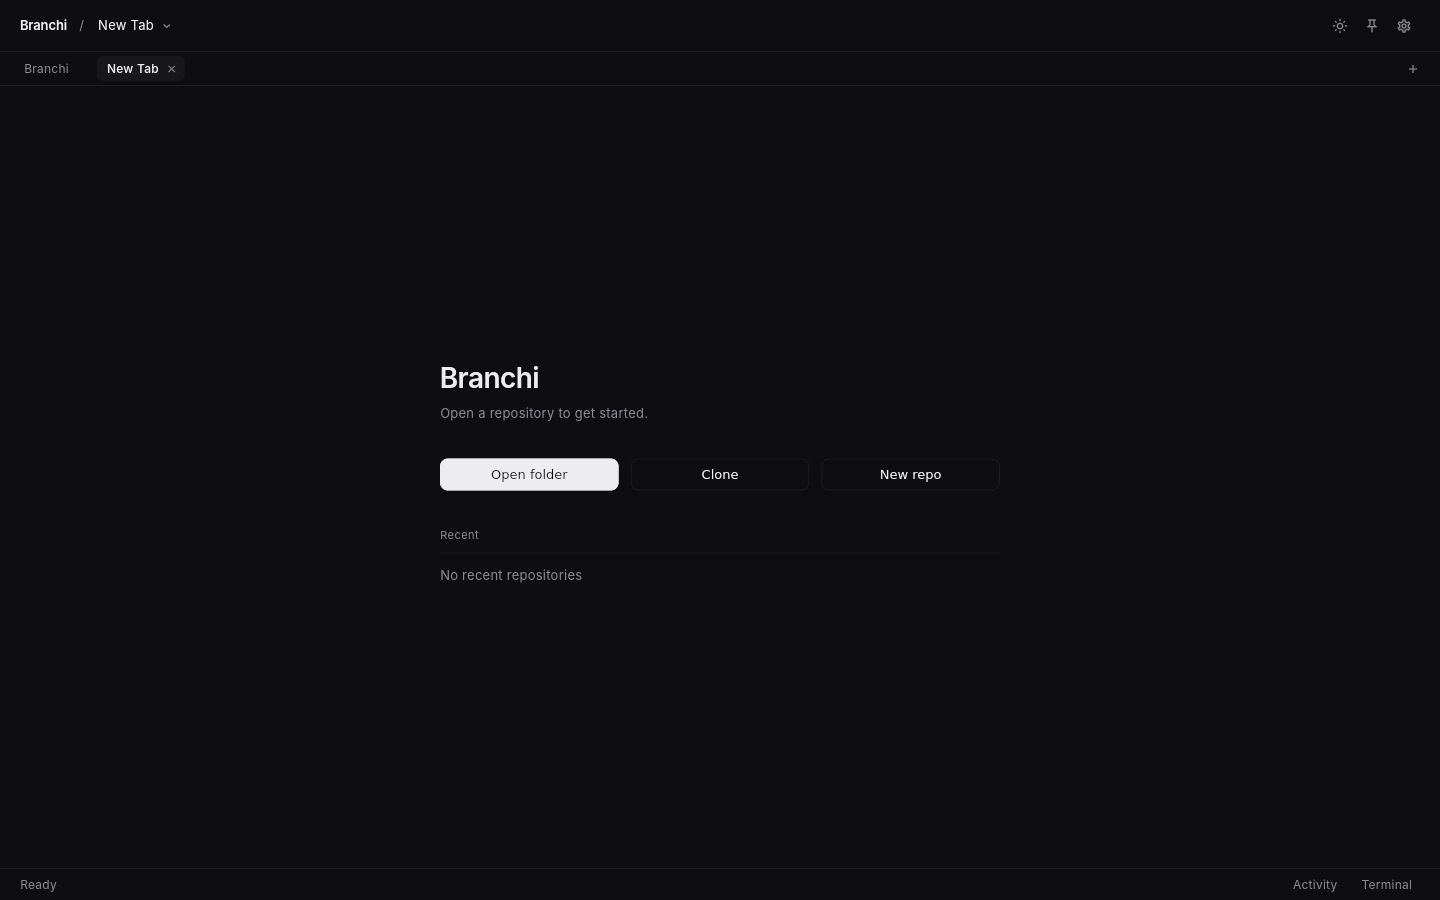 Branchi / New Tab
Branchi New Tab
Branchi
Open a repository to get started.
Open folder Clone New repo
Recent
No recent repositories
Ready Activity Terminal